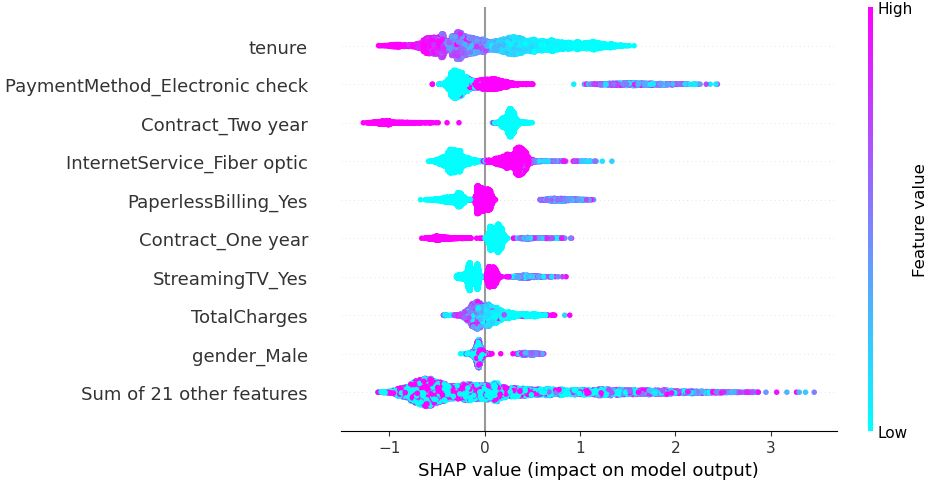 High
tenure
PaymentMethod_Electronic check
Contract_Two year
InternetService_Fiber optic
PaperlessBilling_Yes
Contract_One year
StreamingTV_Yes
TotalCharges
gender_Male
Sum of 21 other features
Feature value
Low
−1 0 1 2 3
SHAP value (impact on model output)